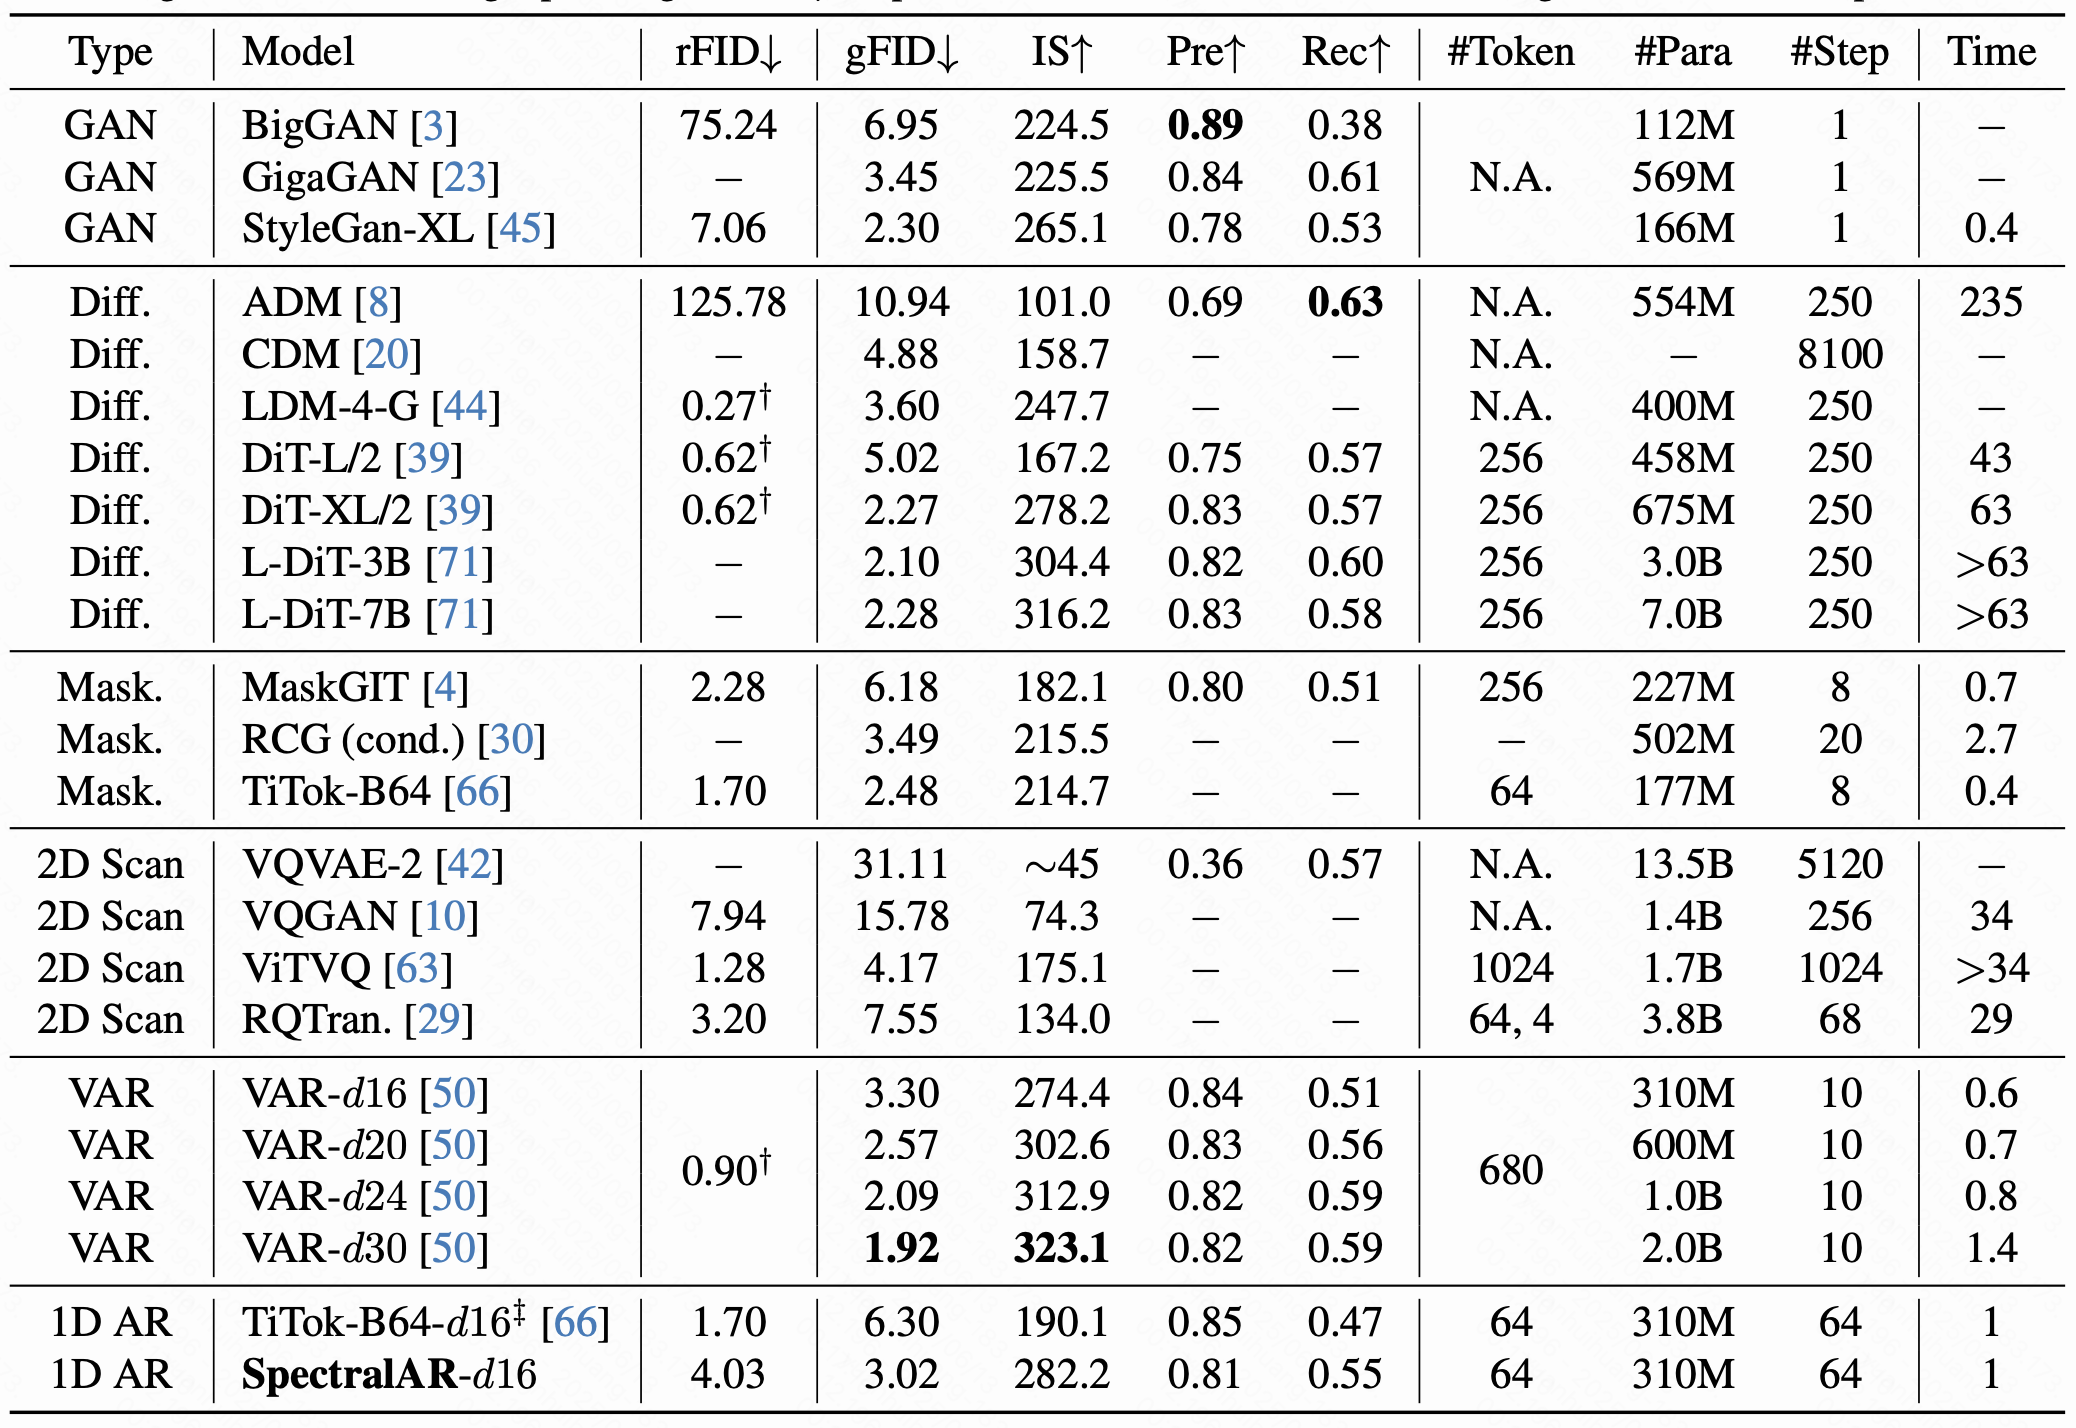 Type Model rFID↓ gFID↓ IS↑ Pre↑ Rec↑ #Token #Para #Step Time
GAN BigGAN [3] 75.24 6.95 224.5 0.89 0.38 112M 1 –
GAN GigaGAN [23] – 3.45 225.5 0.84 0.61 N.A. 569M 1 –
GAN StyleGan-XL [45] 7.06 2.30 265.1 0.78 0.53 166M 1 0.4
Diff. ADM [8] 125.78 10.94 101.0 0.69 0.63 N.A. 554M 250 235
Diff. CDM [20] – 4.88 158.7 – – N.A. – 8100 –
Diff. LDM-4-G [44] 0.27† 3.60 247.7 – – N.A. 400M 250 –
Diff. DiT-L/2 [39] 0.62† 5.02 167.2 0.75 0.57 256 458M 250 43
Diff. DiT-XL/2 [39] 0.62† 2.27 278.2 0.83 0.57 256 675M 250 63
Diff. L-DiT-3B [71] – 2.10 304.4 0.82 0.60 256 3.0B 250 >63
Diff. L-DiT-7B [71] – 2.28 316.2 0.83 0.58 256 7.0B 250 >63
Mask. MaskGIT [4] 2.28 6.18 182.1 0.80 0.51 256 227M 8 0.7
Mask. RCG (cond.) [30] – 3.49 215.5 – – – 502M 20 2.7
Mask. TiTok-B64 [66] 1.70 2.48 214.7 – – 64 177M 8 0.4
2D Scan VQVAE-2 [42] – 31.11 ∼45 0.36 0.57 N.A. 13.5B 5120 –
2D Scan VQGAN [10] 7.94 15.78 74.3 – – N.A. 1.4B 256 34
2D Scan ViTVQ [63] 1.28 4.17 175.1 – – 1024 1.7B 1024 >34
2D Scan RQTran. [29] 3.20 7.55 134.0 – – 64, 4 3.8B 68 29
VAR VAR-d16 [50] 3.30 274.4 0.84 0.51 310M 10 0.6
VAR VAR-d20 [50] 2.57 302.6 0.83 0.56 600M 10 0.7
0.90† 680
VAR VAR-d24 [50] 2.09 312.9 0.82 0.59 1.0B 10 0.8
VAR VAR-d30 [50] 1.92 323.1 0.82 0.59 2.0B 10 1.4
1D AR TiTok-B64-d16‡ [66] 1.70 6.30 190.1 0.85 0.47 64 310M 64 1
1D AR SpectralAR-d16 4.03 3.02 282.2 0.81 0.55 64 310M 64 1